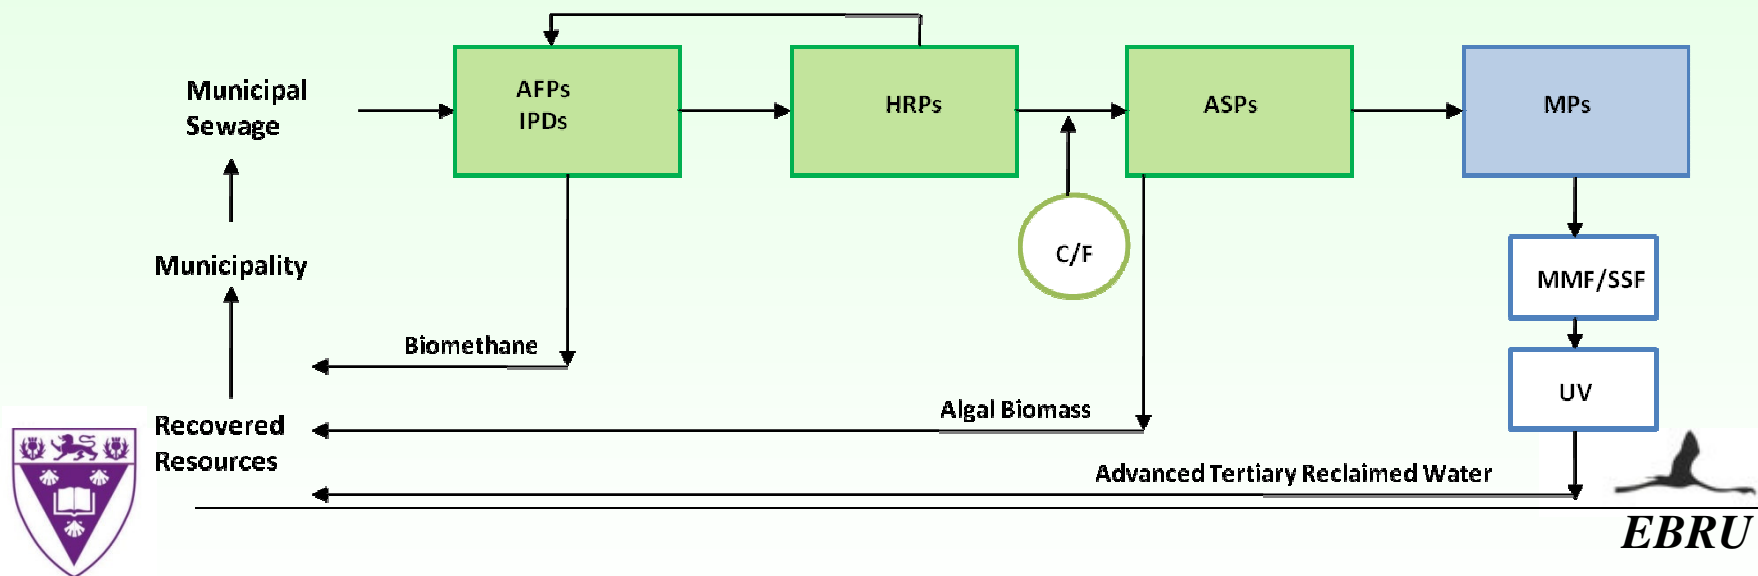 Municipal
Sewage
AFPs
IPDs
HRPs
ASPs
MPs
C/F
Municipality
MMF/SSF
Biomethane
UV
Algal Biomass
Recovered
Resources
Advanced Tertiary Reclaimed Water
EBRU